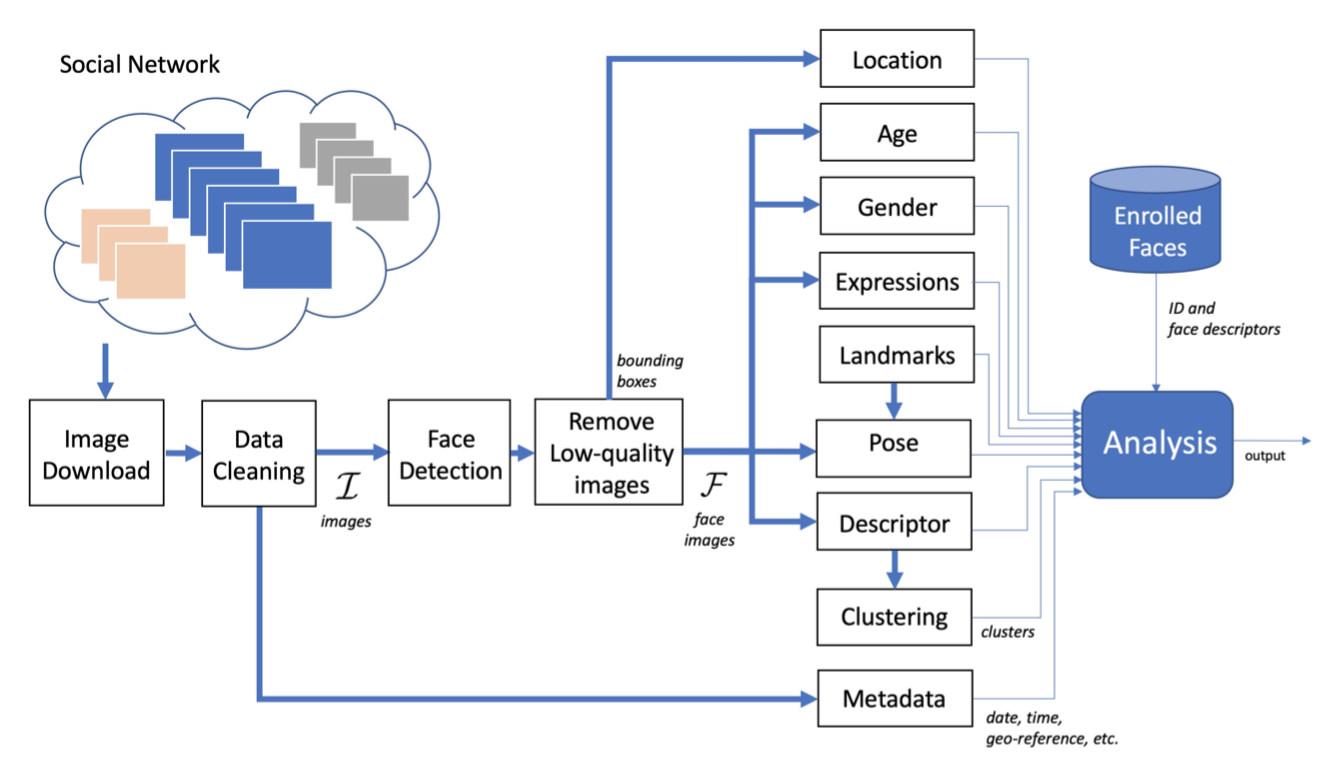 Social Network
Image
Download
Data
Cleaning
ℐ
images
Face
Detection
bounding
boxes
Remove
Low-quality
images
ℱ
face
images
Location
Age
Gender
Expressions
Landmarks
Pose
Descriptor
Clustering
clusters
Metadata
date, time,
geo-reference, etc.
Enrolled
Faces
ID and
face descriptors
Analysis
output